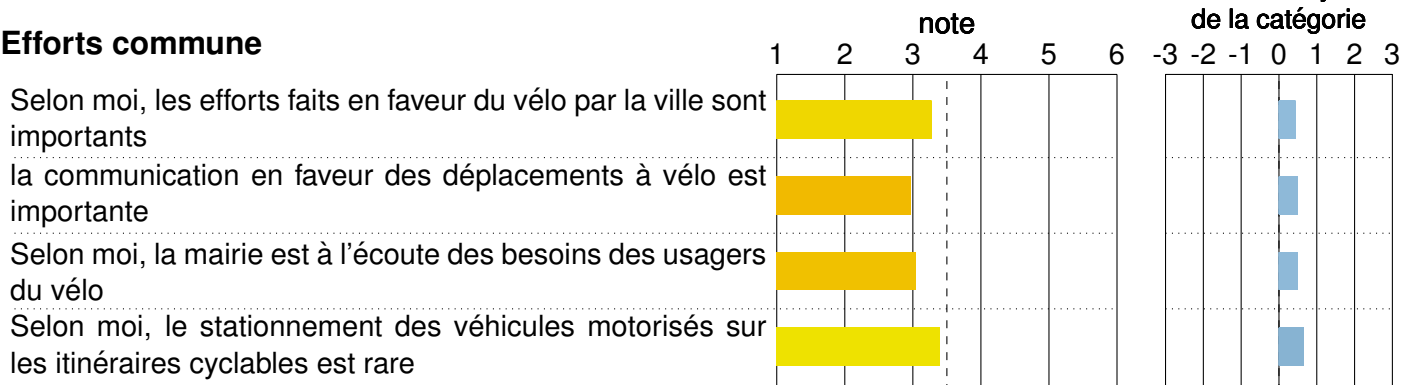 note
de la catégorie
Efforts commune
1 2 3 4 5 6
-3 -2 -1 0 1 2 3
Selon moi, les efforts faits en faveur du vélo par la ville sont
importants
la communication en faveur des déplacements à vélo est
importante
Selon moi, la mairie est à l'écoute des besoins des usagers
du vélo
Selon moi, le stationnement des véhicules motorisés sur
les itinéraires cyclables est rare